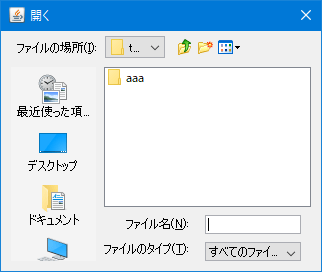 開く
ファイルの場所(I):
t...
aaa
最近使った項...
デスクトップ
ドキュメント
ファイル名(N):
ファイルのタイプ(T):
すべてのファイ...